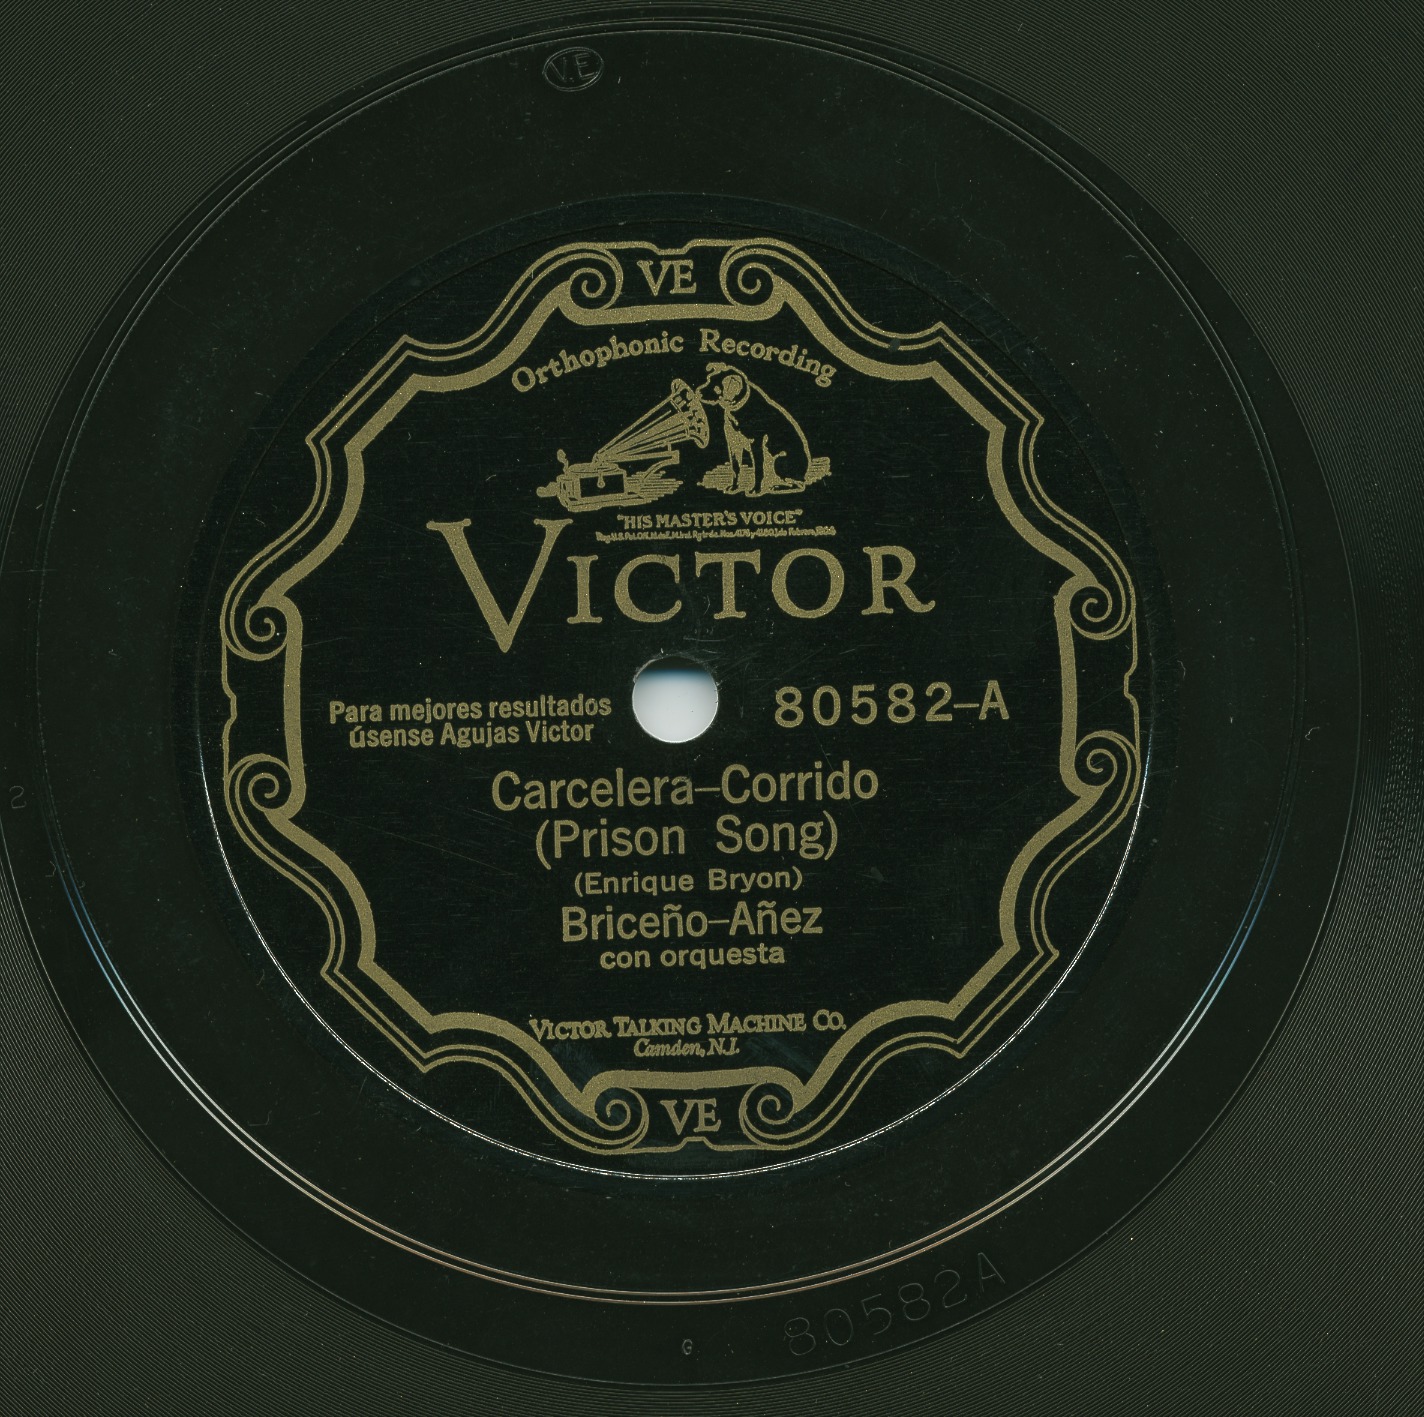 V.E
VE
Orthophonic Recording
"HIS MASTER'S VOICE"
VICTOR
Para mejores resultados
úsense Agujas Victor
80582-A
Carcelera-Corrido
(Prison Song)
(Enrique Bryon)
Briceño-Añez
con orquesta
VICTOR TALKING MACHINE CO.
Camden, N.J.
VE
2
80582A
G